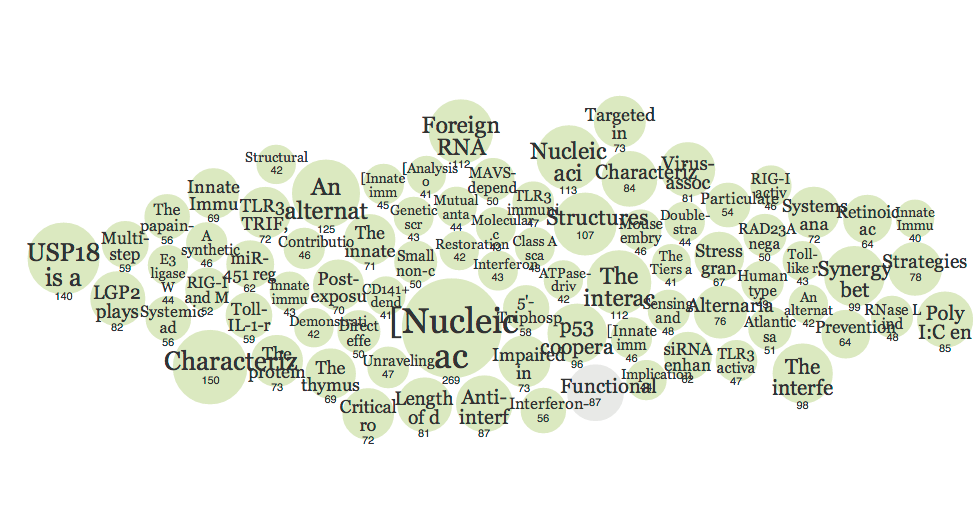 Targeted
in
73
Foreign
RNA
112
Nucleic
aci
113
Structural
42
[Analysis
o
41
Virus-
assoc
81
Characteriz
84
[Innate
imm
45
MAVS-
depend
50
RIG-I
activ
46
An
alternat
125
Innate
Immu
69
TLR3
immuni
47
Particulate
54
The
papain-
56
TLR3,
TRIF,
72
Genetic
scr
43
Mutual
anta
44
Molecular
c
43
Structures
107
Mouse
embry
66
Double-
stra
44
Systems
ana
72
Retinoic
ac
64
Innate
Immu
40
USP18
is a
140
Multi-
step
59
A
synthetic
46
Contributio
46
The
innate
71
Restoration
42
Class A
sca
49
RAD23A
nega
50
E3
ligase
W
44
miR-
451 reg
62
Small
non-c
50
Interferon
43
The
Tiers a
41
Stress
gran
67
Toll-
like r
43
Synergy
bet
99
Strategies
78
ATPase-
driv
42
The
interac
112
Human
type
49
LGP2
plays
82
RIG-I
and M
52
Innate
immu
43
Post-
exposu
70
CD141+
dend
41
Systemic
ad
56
Toll-
IL-1-r
59
Demonstrati
42
Direct
effe
50
[Nucleic
ac
269
5'-
Triphosp
56
p53
coopera
96
Sensing
and
48
Alternaria
76
An
alternat
42
Atlantic
sa
51
Prevention
64
RNase L
ind
Poly
I:C en
85
[Innate
imm
46
Characteriz
150
The
protein
73
The
thymus
69
Unraveling
47
Impaired
in
73
siRNA
enhan
62
TLR3
activa
47
The
interfe
98
Functional
87
Implication
Critical
ro
72
Length
of d
81
Anti-
interf
87
Interferon-
56